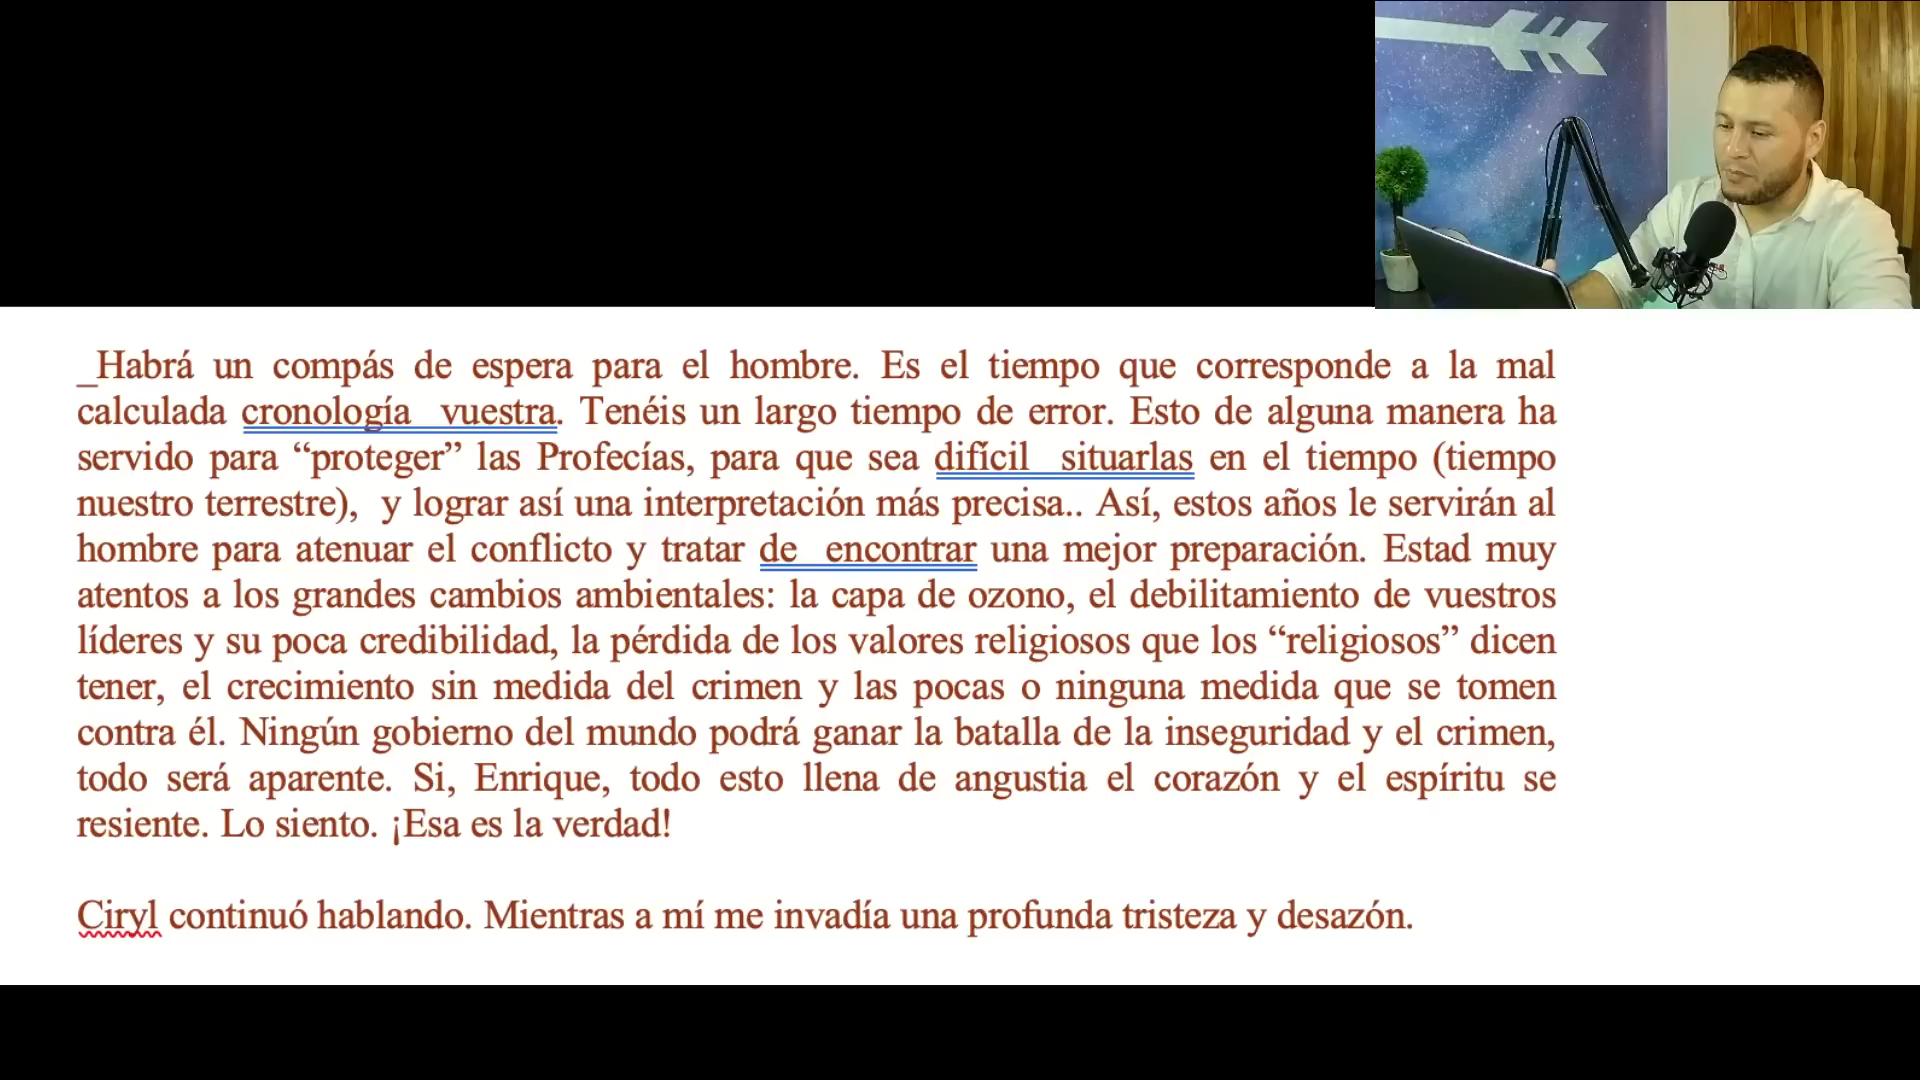 _Habrá un compás de espera para el hombre. Es el tiempo que corresponde a la mal
calculada cronología vuestra. Tenéis un largo tiempo de error. Esto de alguna manera ha
servido para “proteger” las Profecías, para que sea difícil situarlas en el tiempo (tiempo
nuestro terrestre), y lograr así una interpretación más precisa.. Así, estos años le servirán al
hombre para atenuar el conflicto y tratar de encontrar una mejor preparación. Estad muy
atentos a los grandes cambios ambientales: la capa de ozono, el debilitamiento de vuestros
líderes y su poca credibilidad, la pérdida de los valores religiosos que los “religiosos” dicen
tener, el crecimiento sin medida del crimen y las pocas o ninguna medida que se tomen
contra él. Ningún gobierno del mundo podrá ganar la batalla de la inseguridad y el crimen,
todo será aparente. Si, Enrique, todo esto llena de angustia el corazón y el espíritu se
resiente. Lo siento. ¡Esa es la verdad!
Ciryl continuó hablando. Mientras a mí me invadía una profunda tristeza y desazón.